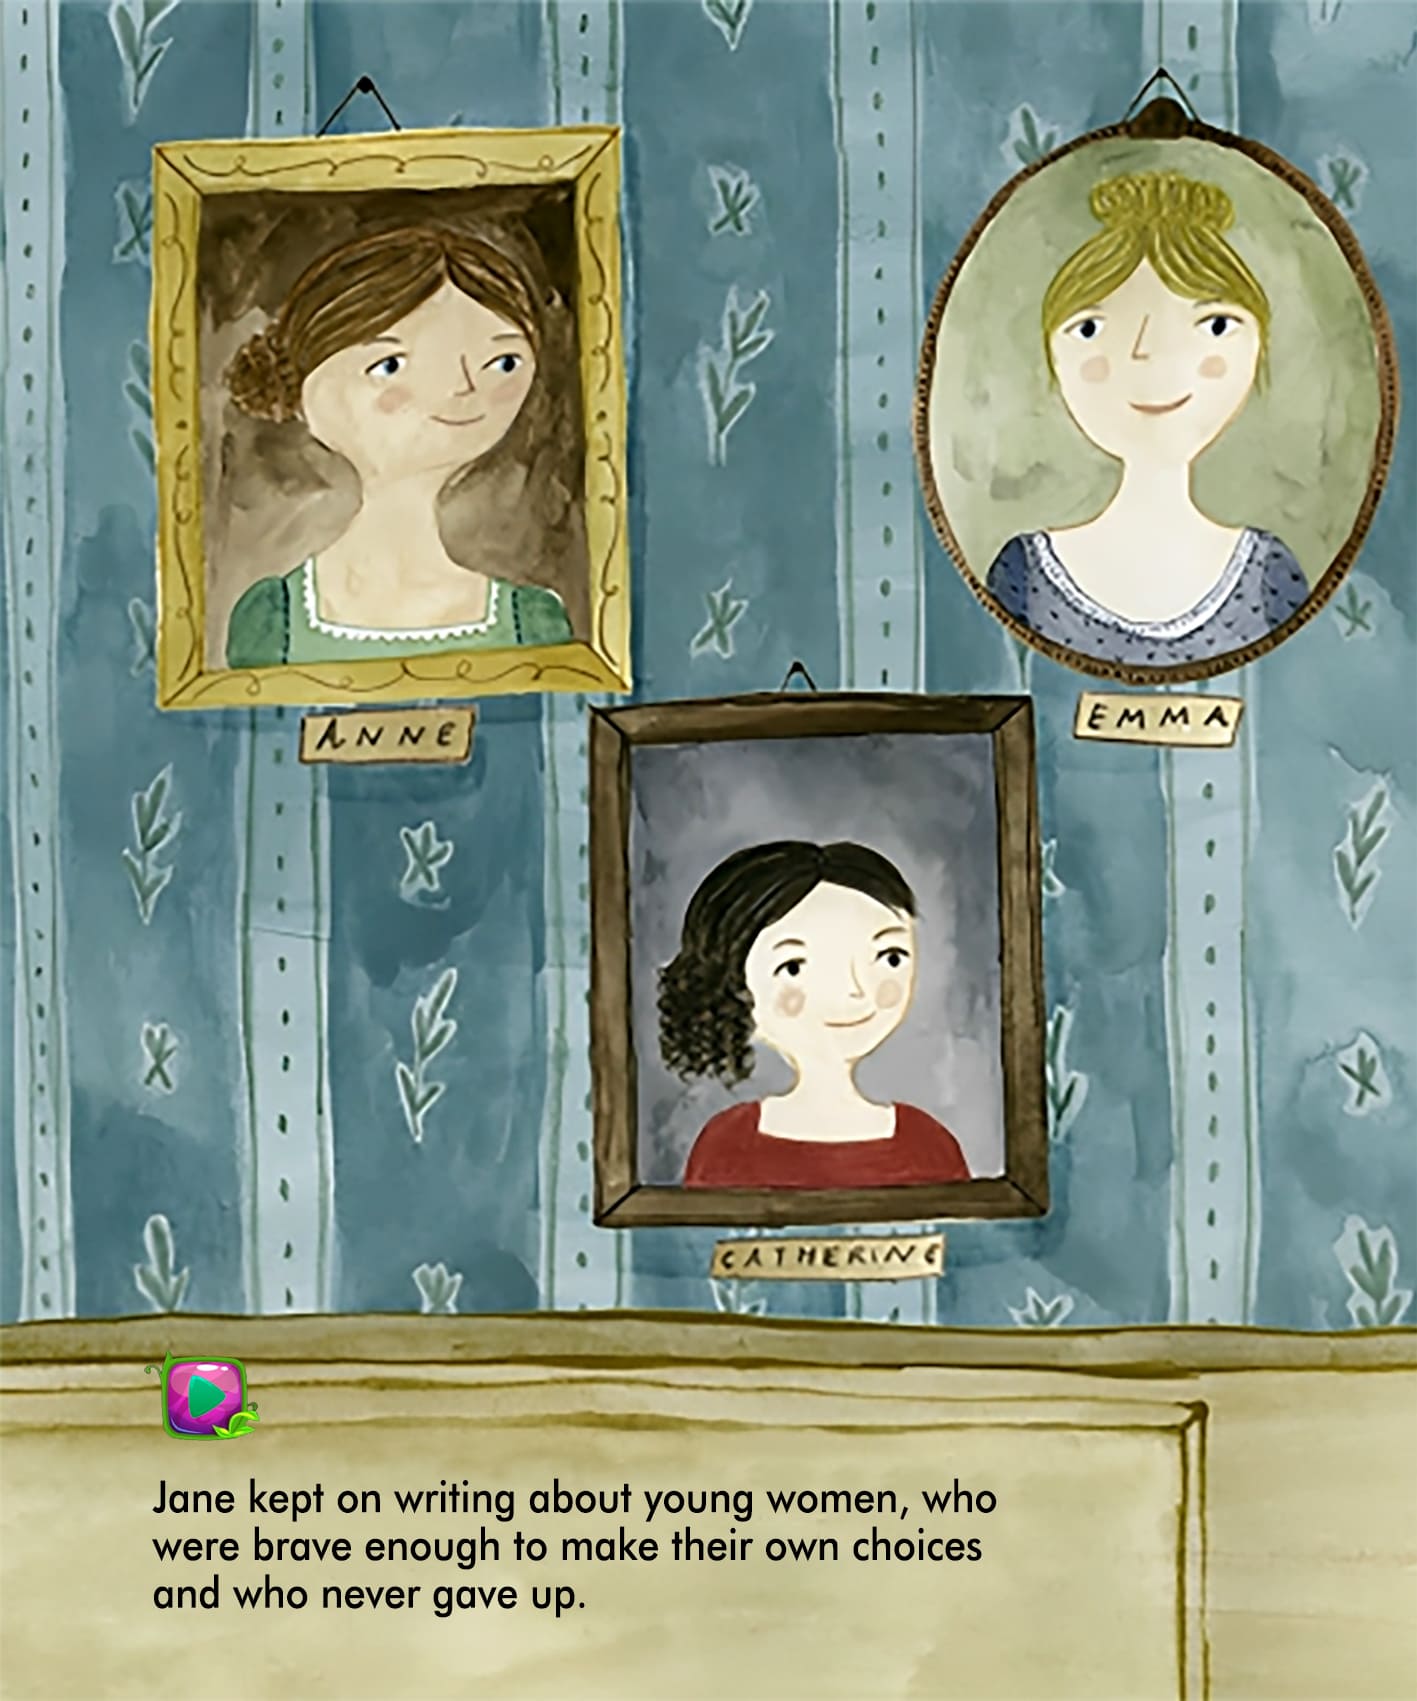 ANNE
EMMA
CATHERINE
Jane kept on writing about young women, who
were brave enough to make their own choices
and who never gave up.